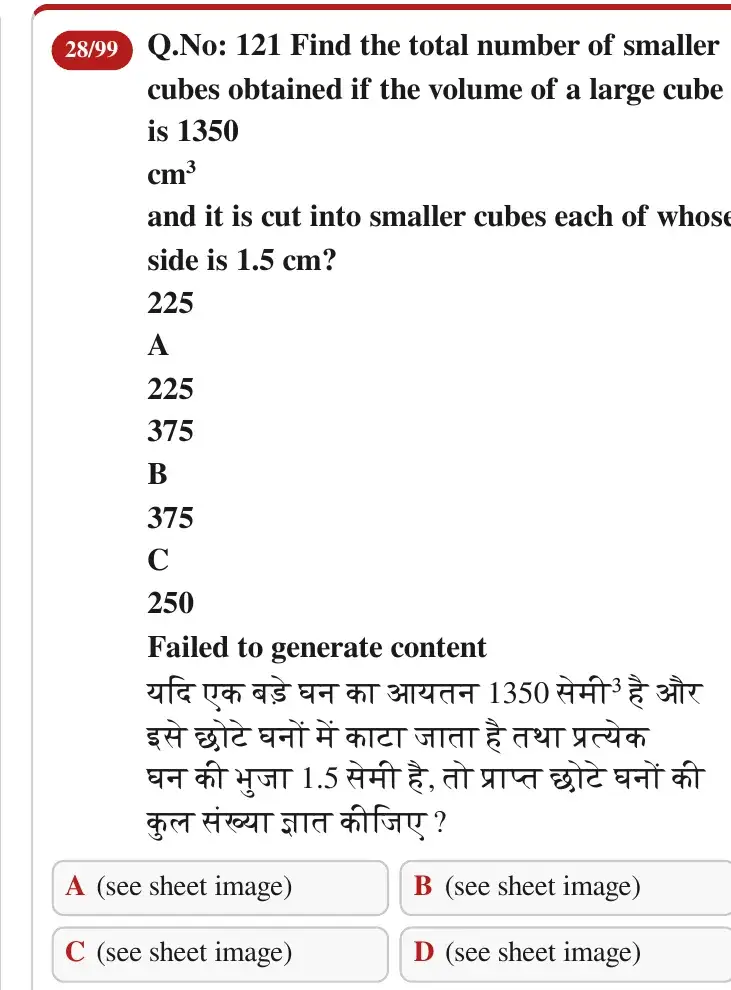 28/99 Q.No: 121 Find the total number of smaller
cubes obtained if the volume of a large cube
is 1350
cm³
and it is cut into smaller cubes each of whose
side is 1.5 cm?
225
A
225
375
B
375
C
250
Failed to generate content
यदि एक बड़े घन का आयतन 1350 सेमी³ है और
इसे छोटे घनों में काटा जाता है तथा प्रत्येक
घन की भुजा 1.5 सेमी है, तो प्राप्त छोटे घनों की
कुल संख्या ज्ञात कीजिए ?
A (see sheet image) B (see sheet image)
C (see sheet image) D (see sheet image)